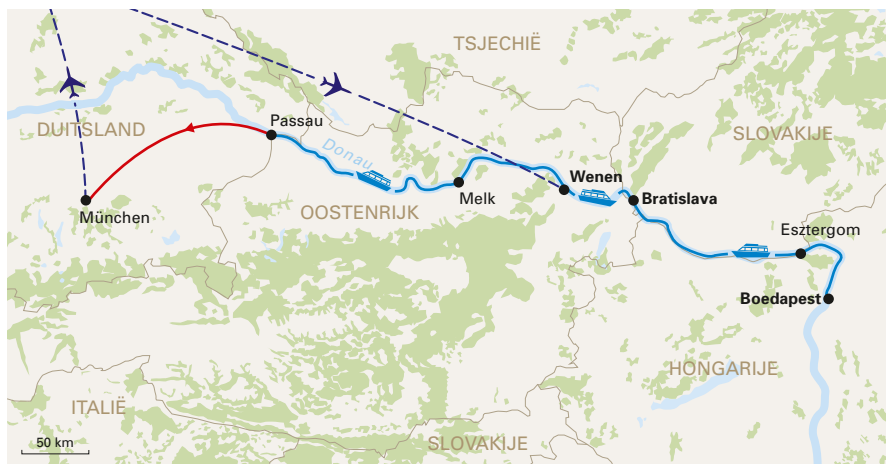 TSJECHIË
Passau
DUITSLAND
SLOVAKIJE
Donau
Wenen
Melk
Bratislava
München
OOSTENRIJK
Esztergom
Boedapest
HONGARIJE
ITALIË
SLOVAKIJE
50 km